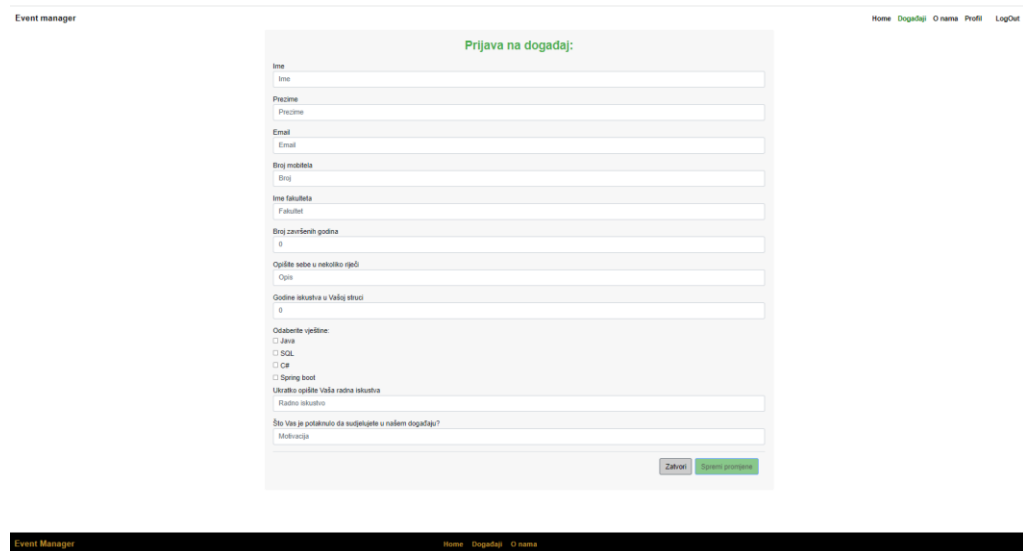 Event manager
Home Događaji O nama Profil LogOut
Prijava na događaj:
Ime
Ime
Prezime
Prezime
Email
Email
Broj mobitela
Broj
Ime fakulteta
Fakultet
Broj završenih godina
0
Opišite sebe u nekoliko riječi
Opis
Godine iskustva u Vašoj struci
0
Odaberite vještine:
Java
SQL
C#
Spring boot
Ukratko opišite Vaša radna iskustva
Radno iskustvo
Što Vas je potaknulo da sudjelujete u našem događaju?
Motivacija
Zatvori Spremi promjene
Event Manager Home Događaji O nama